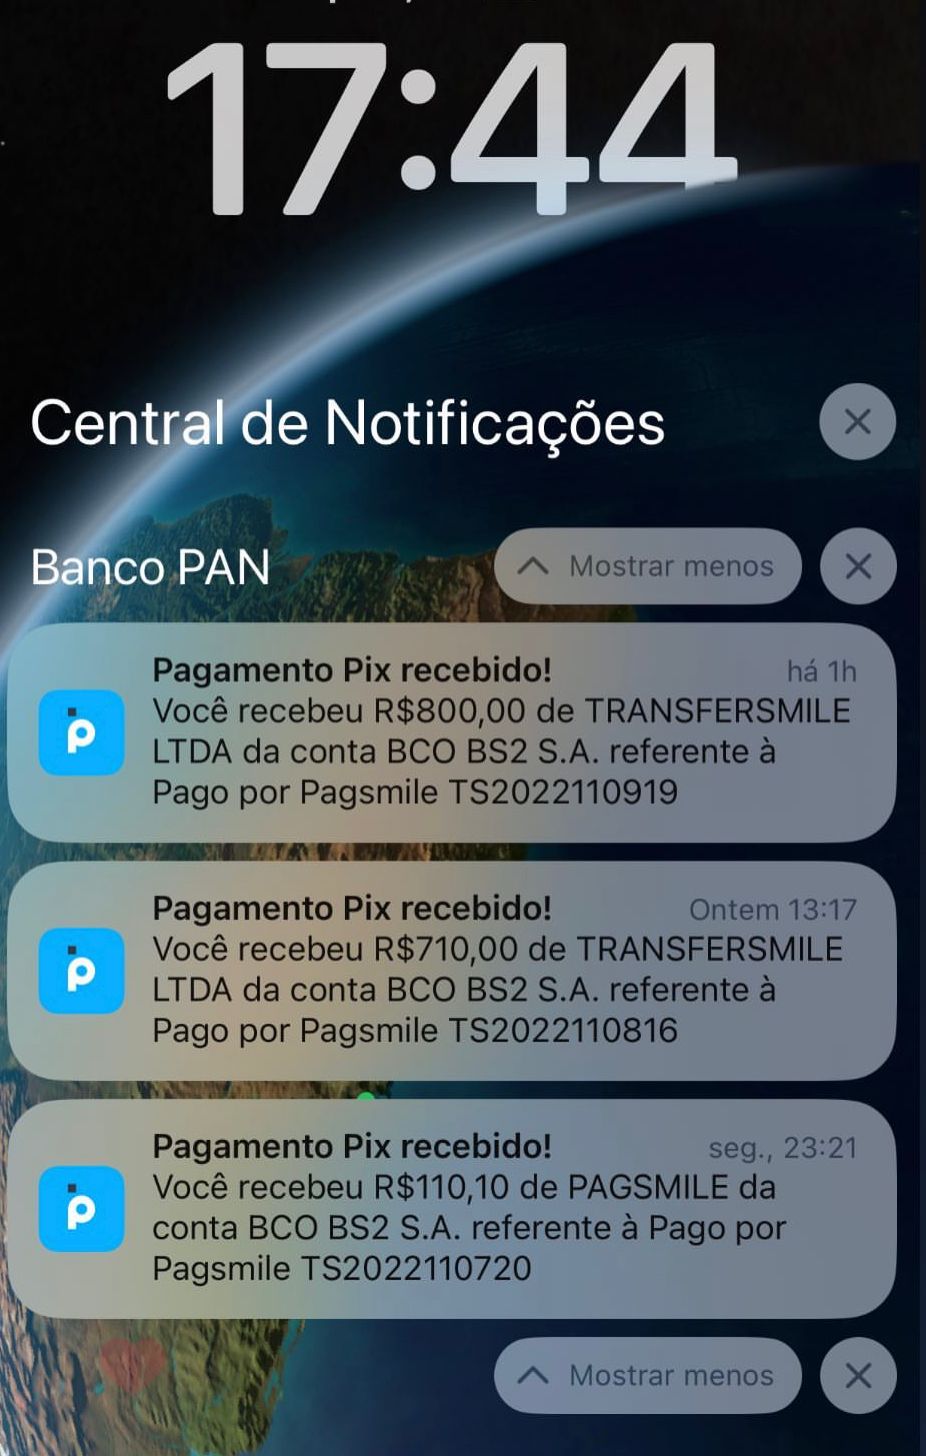 17:44
Central de Notificações
Banco PAN
Mostrar menos
Pagamento Pix recebido!
há 1h
Você recebeu R$800,00 de TRANSFERSMILE
LTDA da conta BCO BS2 S.A. referente à
Pago por Pagsmile TS2022110919
Pagamento Pix recebido!
Ontem 13:17
Você recebeu R$710,00 de TRANSFERSMILE
LTDA da conta BCO BS2 S.A. referente à
Pago por Pagsmile TS2022110816
Pagamento Pix recebido!
seg., 23:21
Você recebeu R$110,10 de PAGSMILE da
conta BCO BS2 S.A. referente à Pago por
Pagsmile TS2022110720
Mostrar menos